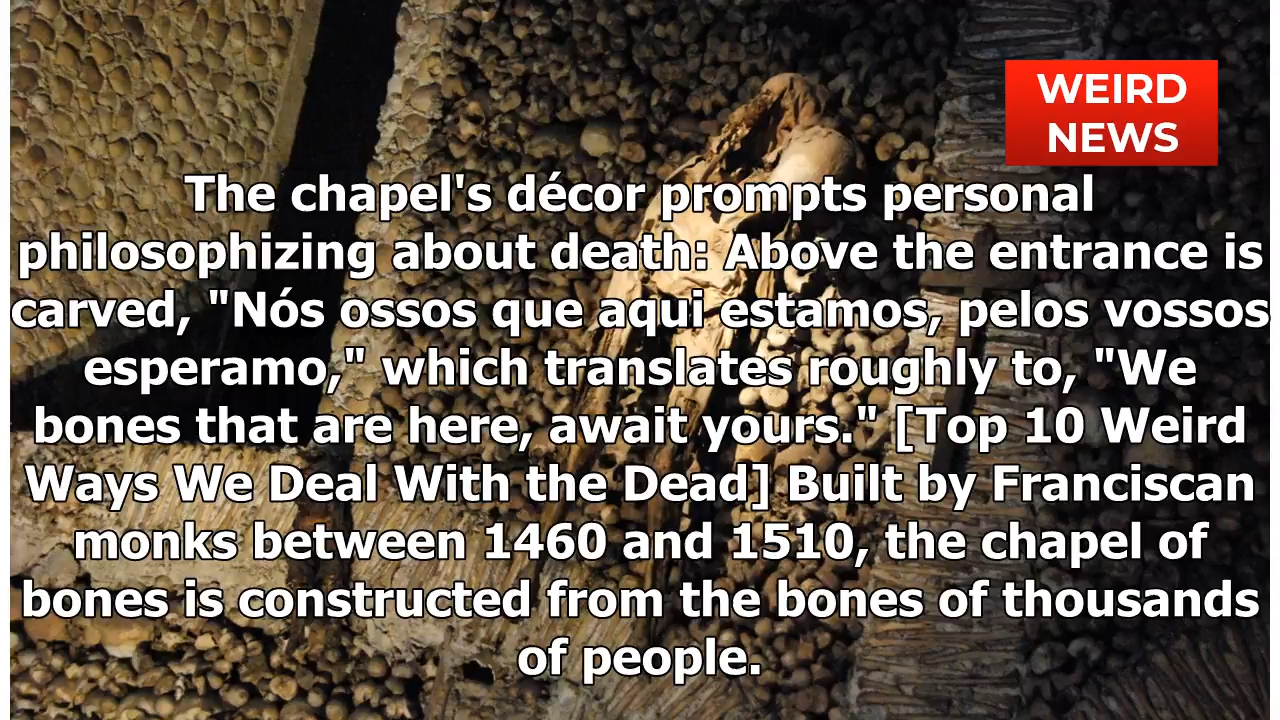 WEIRD
NEWS
The chapel's décor prompts personal
philosophizing about death: Above the entrance is
carved, "Nós ossos que aqui estamos, pelos vossos
esperamo," which translates roughly to, "We
bones that are here, await yours." [Top 10 Weird
Ways We Deal With the Dead] Built by Franciscan
monks between 1460 and 1510, the chapel of
bones is constructed from the bones of thousands
of people.